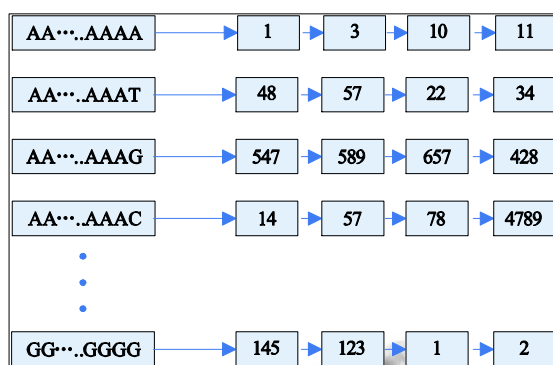 AA···..AAAA 1 3 10 11
AA···..AAAT 48 57 22 34
AA···..AAAG 547 589 657 428
AA···..AAAC 14 57 78 4789
GG···..GGGG 145 123 1 2